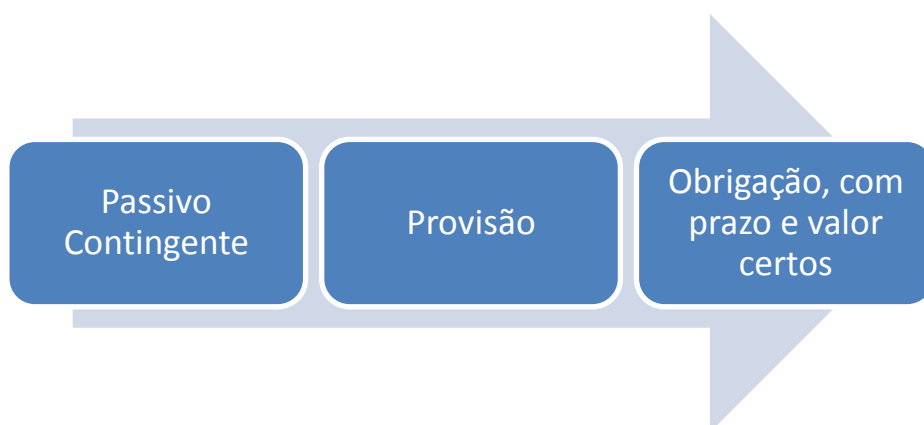 Passivo
Contingente
Provisão
Obrigação, com
prazo e valor
certos